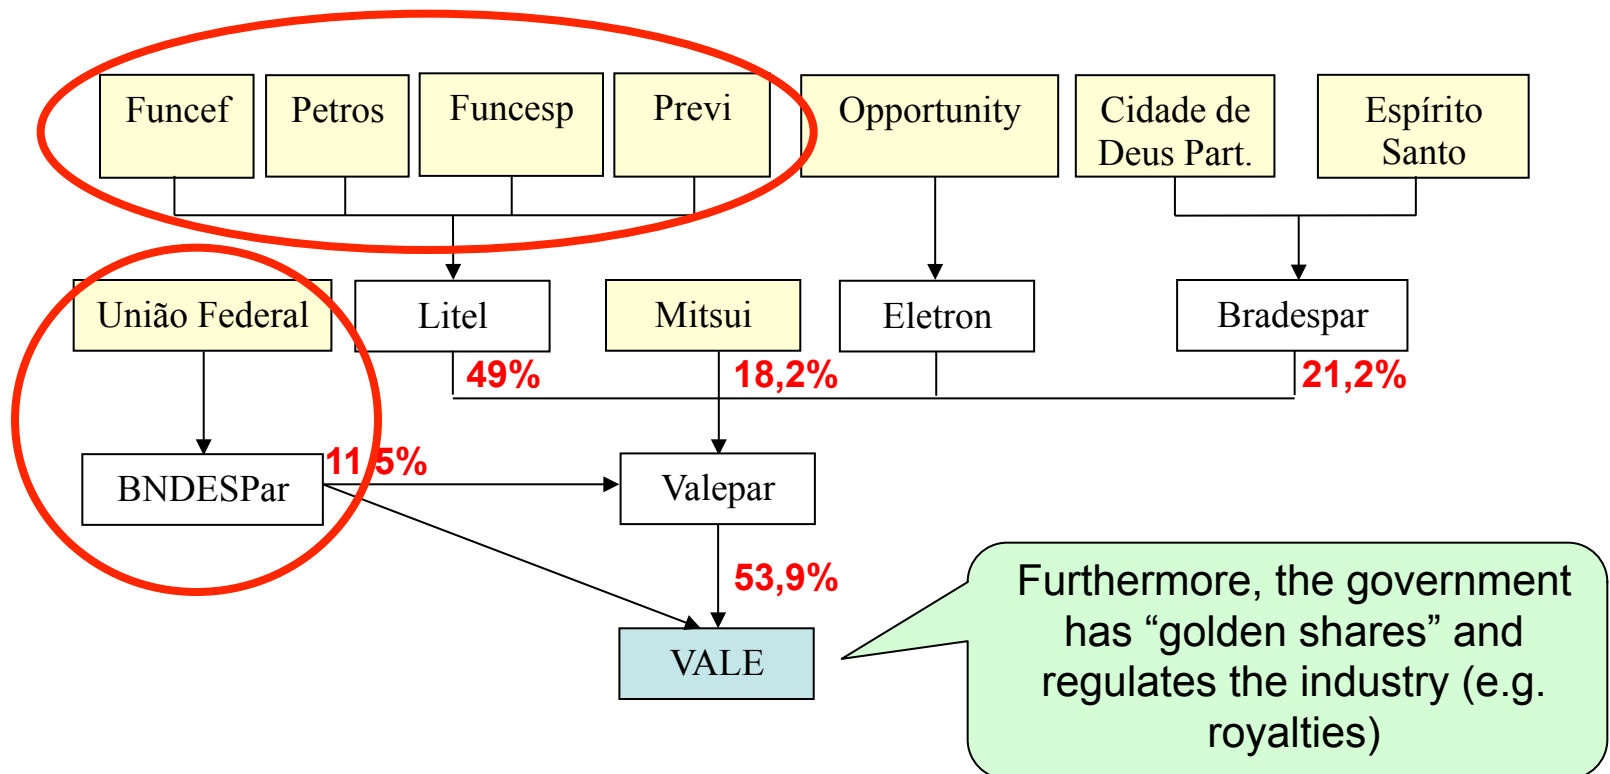 Funcef
Petros
Funcesp
Previ
Opportunity
Cidade de
Deus Part.
Espírito
Santo
União Federal
Litel
Mitsui
Eletron
Bradespar
49%
18,2%
21,2%
BNDESPar
11,5%
Valepar
53,9%
VALE
Furthermore, the government
has “golden shares” and
regulates the industry (e.g.
royalties)